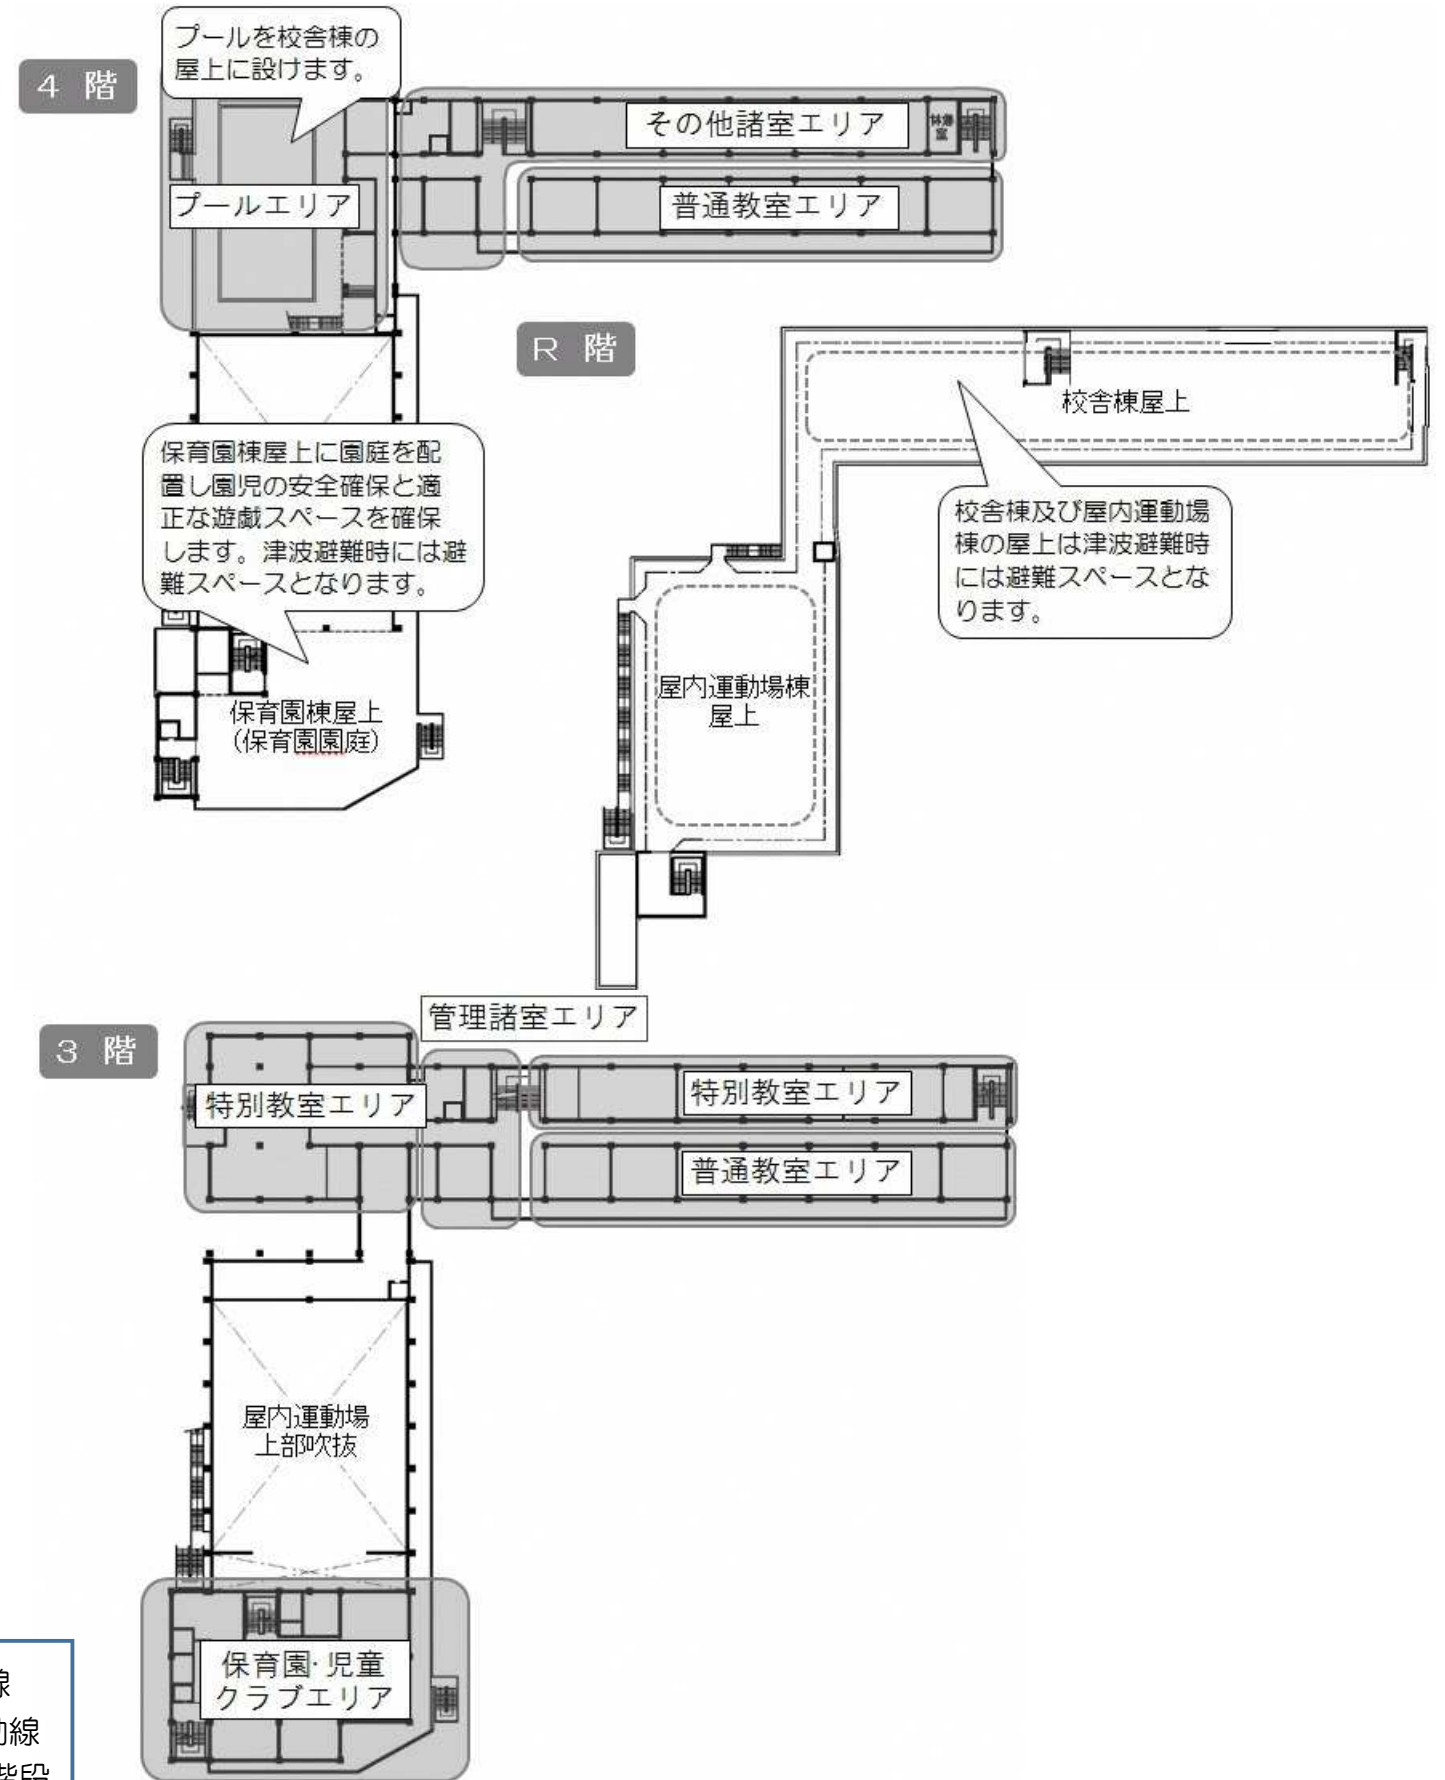 プールを校舎棟の
屋上に設けます。
4 階
その他諸室エリア
プールエリア
普通教室エリア
R 階
校舎棟屋上
保育園棟屋上に園庭を配
置し園児の安全確保と適
正な遊戯スペースを確保
します。津波避難時には避
難スペースとなります。
校舎棟及び屋内運動場
棟の屋上は津波避難時
には避難スペースとな
ります。
屋内運動場棟
屋上
保育園棟屋上
(保育園園庭)
管理諸室エリア
3 階
特別教室エリア
特別教室エリア
普通教室エリア
屋内運動場
上部吹抜
保育園·児童
クラブエリア
線
動線
階段